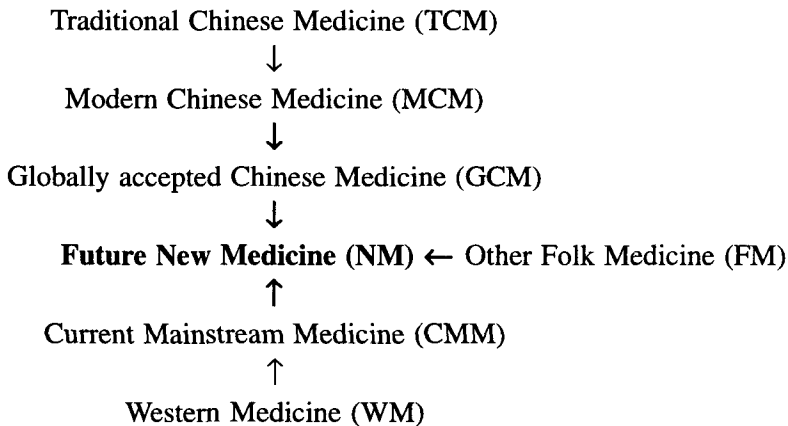 Traditional Chinese Medicine (TCM)
↓
Modern Chinese Medicine (MCM)
↓
Globally accepted Chinese Medicine (GCM)
↓
Future New Medicine (NM) ← Other Folk Medicine (FM)
↑
Current Mainstream Medicine (CMM)
↑
Western Medicine (WM)